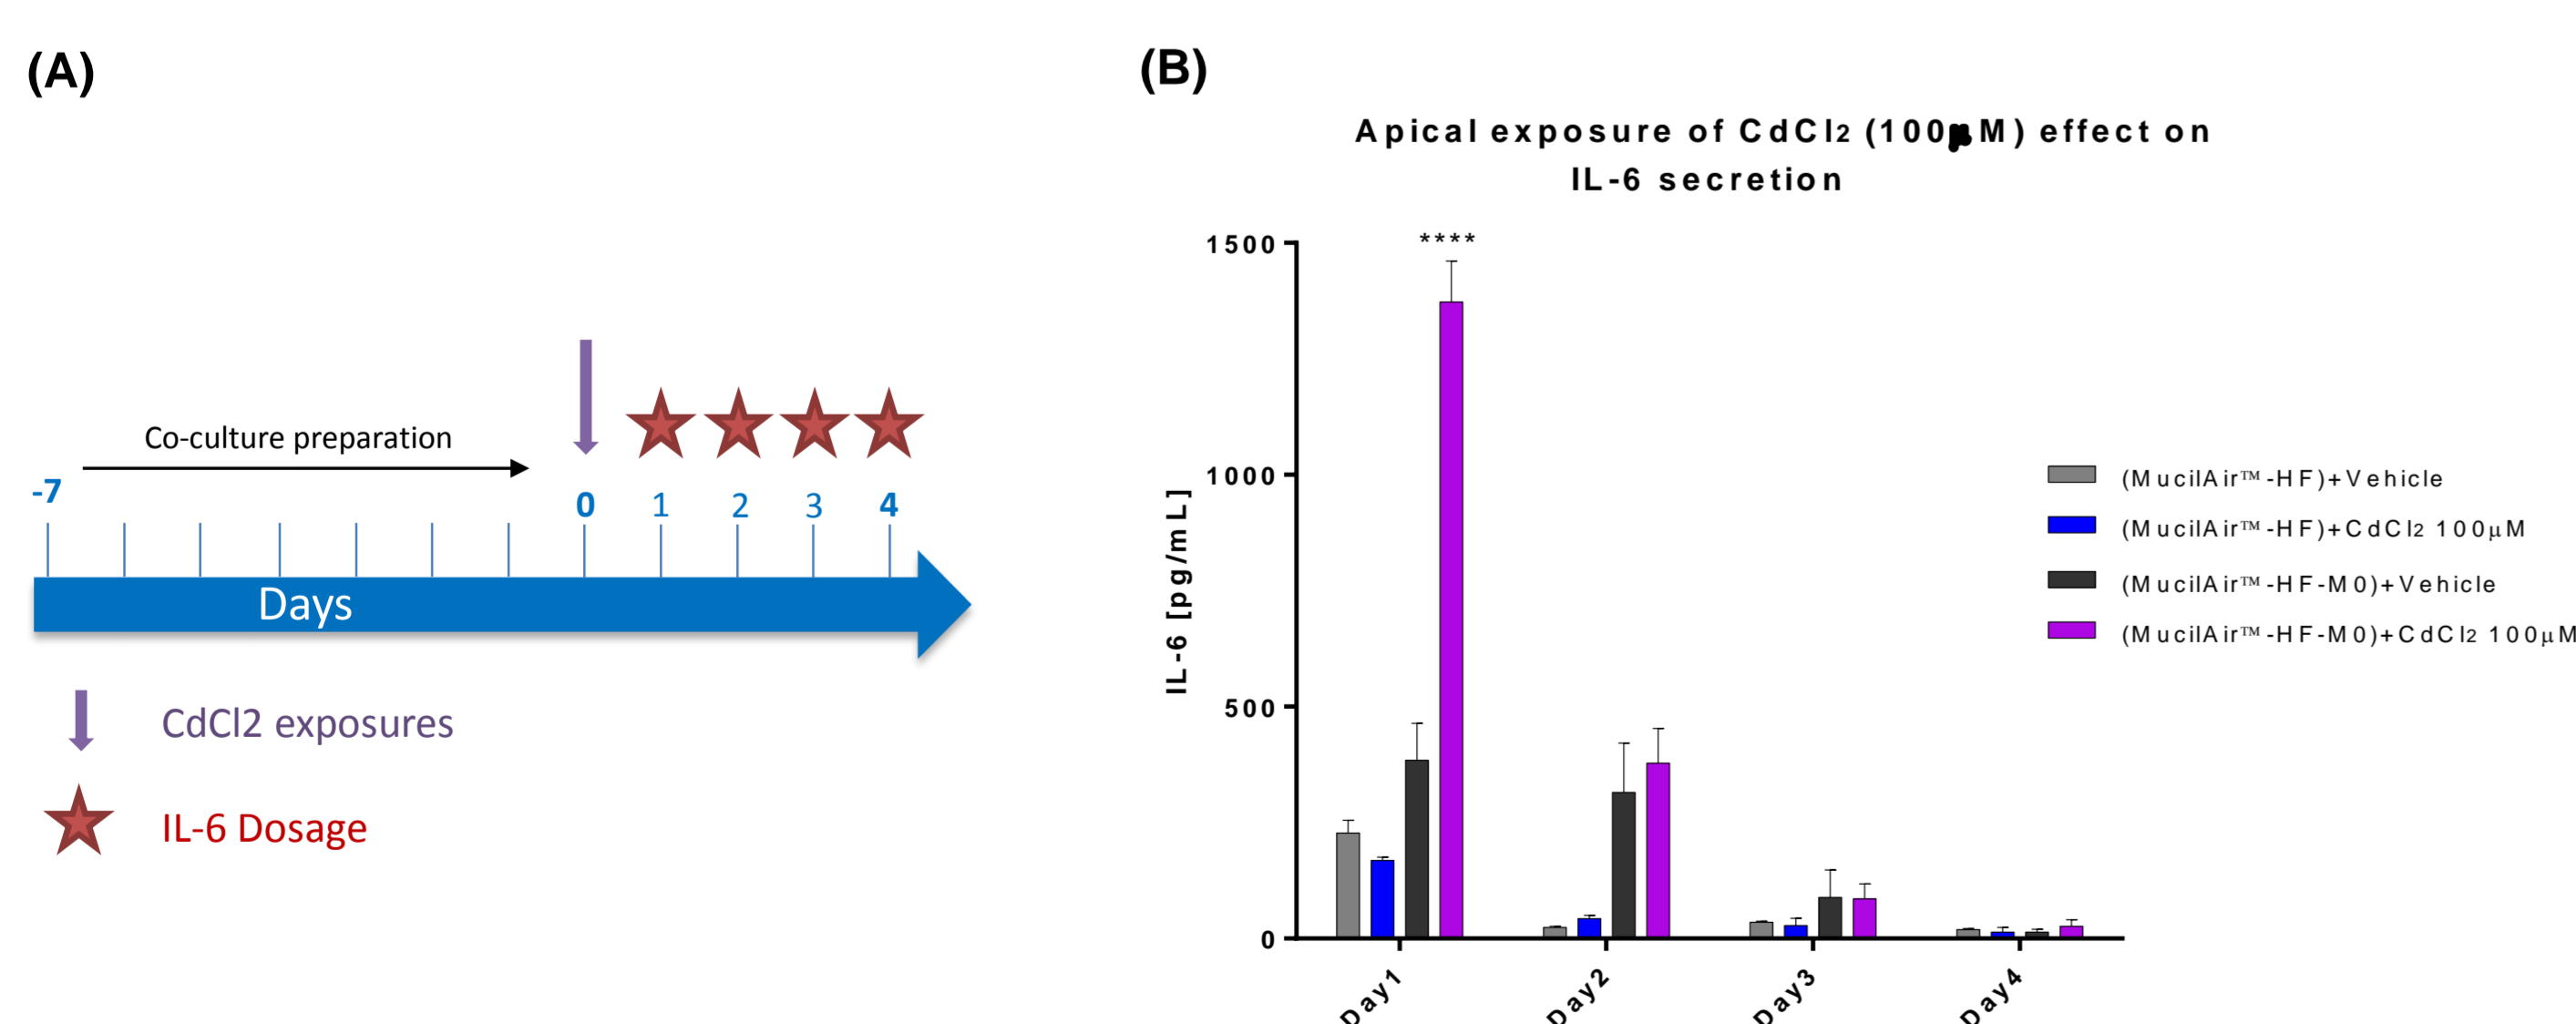 (A)
Co-culture preparation
-7
0 1 2 3 4
Days
CdCl2 exposures
IL-6 Dosage
(B)
Apical exposure of CdCl2 (100µM) effect on
IL-6 secretion
****
1500
1000
500
0
IL-6 [pg/mL]
Day1 Day2 Day3 Day4
(MucilAir™-HF)+Vehicle
(MucilAir™-HF)+CdCl2 100µM
(MucilAir™-HF-M0)+Vehicle
(MucilAir™-HF-M0)+CdCl2 100µM